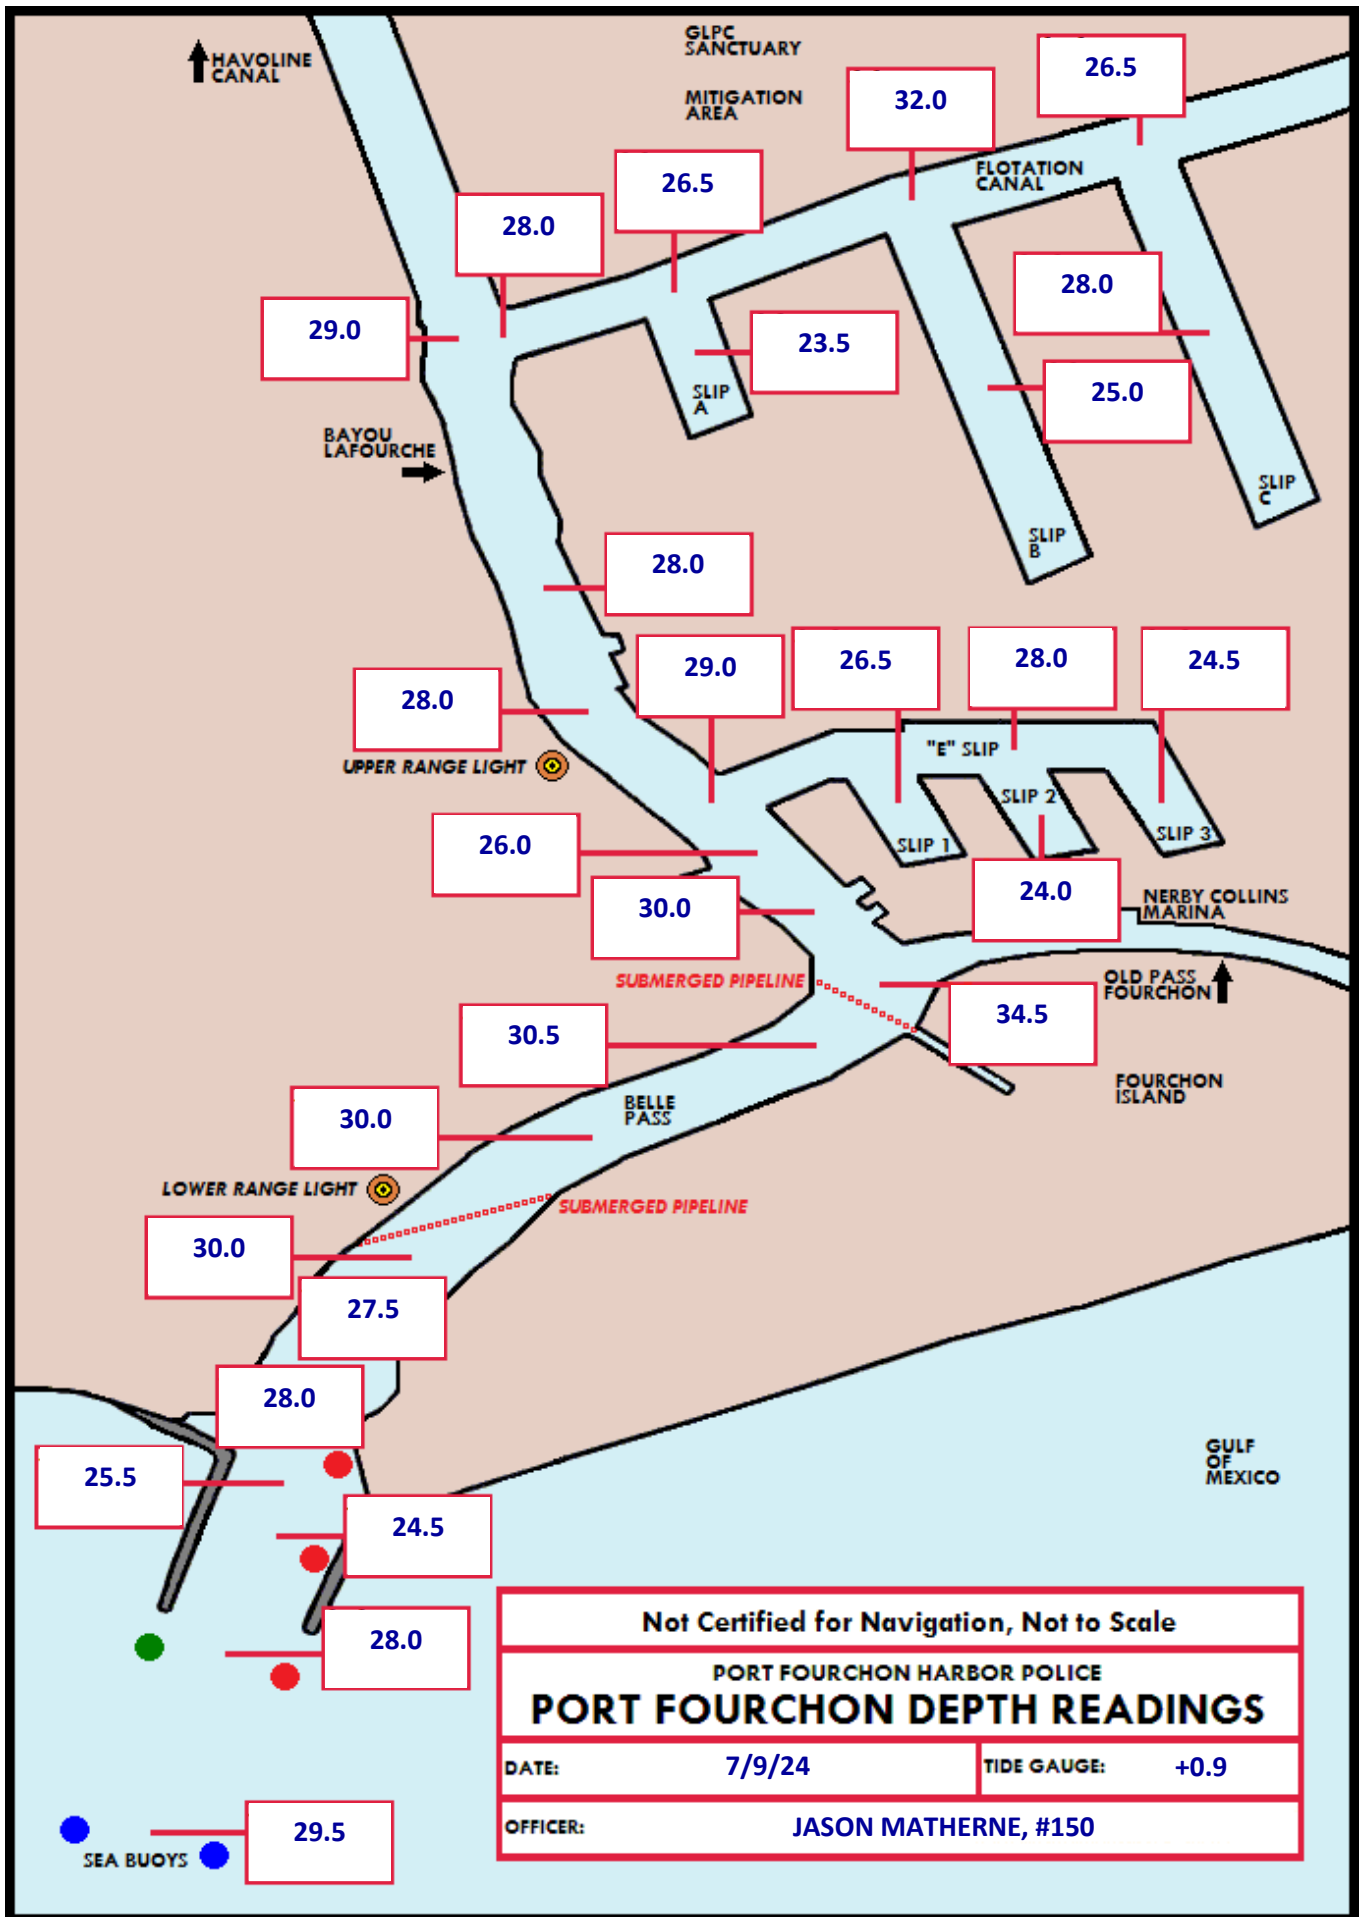 HAVOLINE
CANAL
GLPC
SANCTUARY
MITIGATION
AREA
26.5
32.0
FLOTATION
CANAL
26.5
28.0
28.0
29.0
23.5
25.0
SLIP
A
BAYOU
LAFOURCHE
SLIP
C
SLIP
B
28.0
29.0
26.5
28.0
24.5
28.0
"E" SLIP
UPPER RANGE LIGHT
SLIP 2
SLIP 1
SLIP 3
26.0
24.0
30.0
NERBY COLLINS
MARINA
SUBMERGED PIPELINE
OLD PASS
FOURCHON
34.5
30.5
FOURCHON
ISLAND
BELLE
PASS
30.0
LOWER RANGE LIGHT
SUBMERGED PIPELINE
30.0
27.5
28.0
GULF
OF
MEXICO
25.5
24.5
28.0
Not Certified for Navigation, Not to Scale
PORT FOURCHON HARBOR POLICE
PORT FOURCHON DEPTH READINGS
DATE: 7/9/24 TIDE GAUGE: +0.9
OFFICER: JASON MATHERNE, #150
29.5
SEA BUOYS